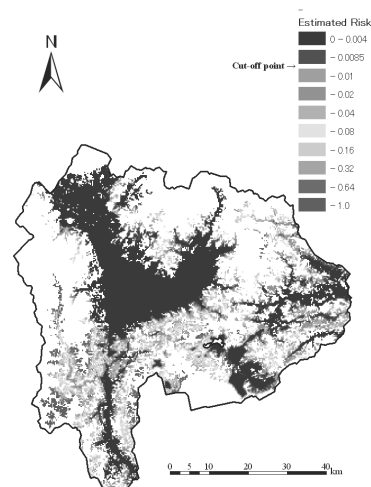 Estimated Risk
N
0 - 0.004
- 0.0085
Cut-off point →
- 0.01
- 0.02
- 0.04
- 0.08
- 0.16
- 0.32
- 0.64
- 1.0
0 5 10 20 30 40
km